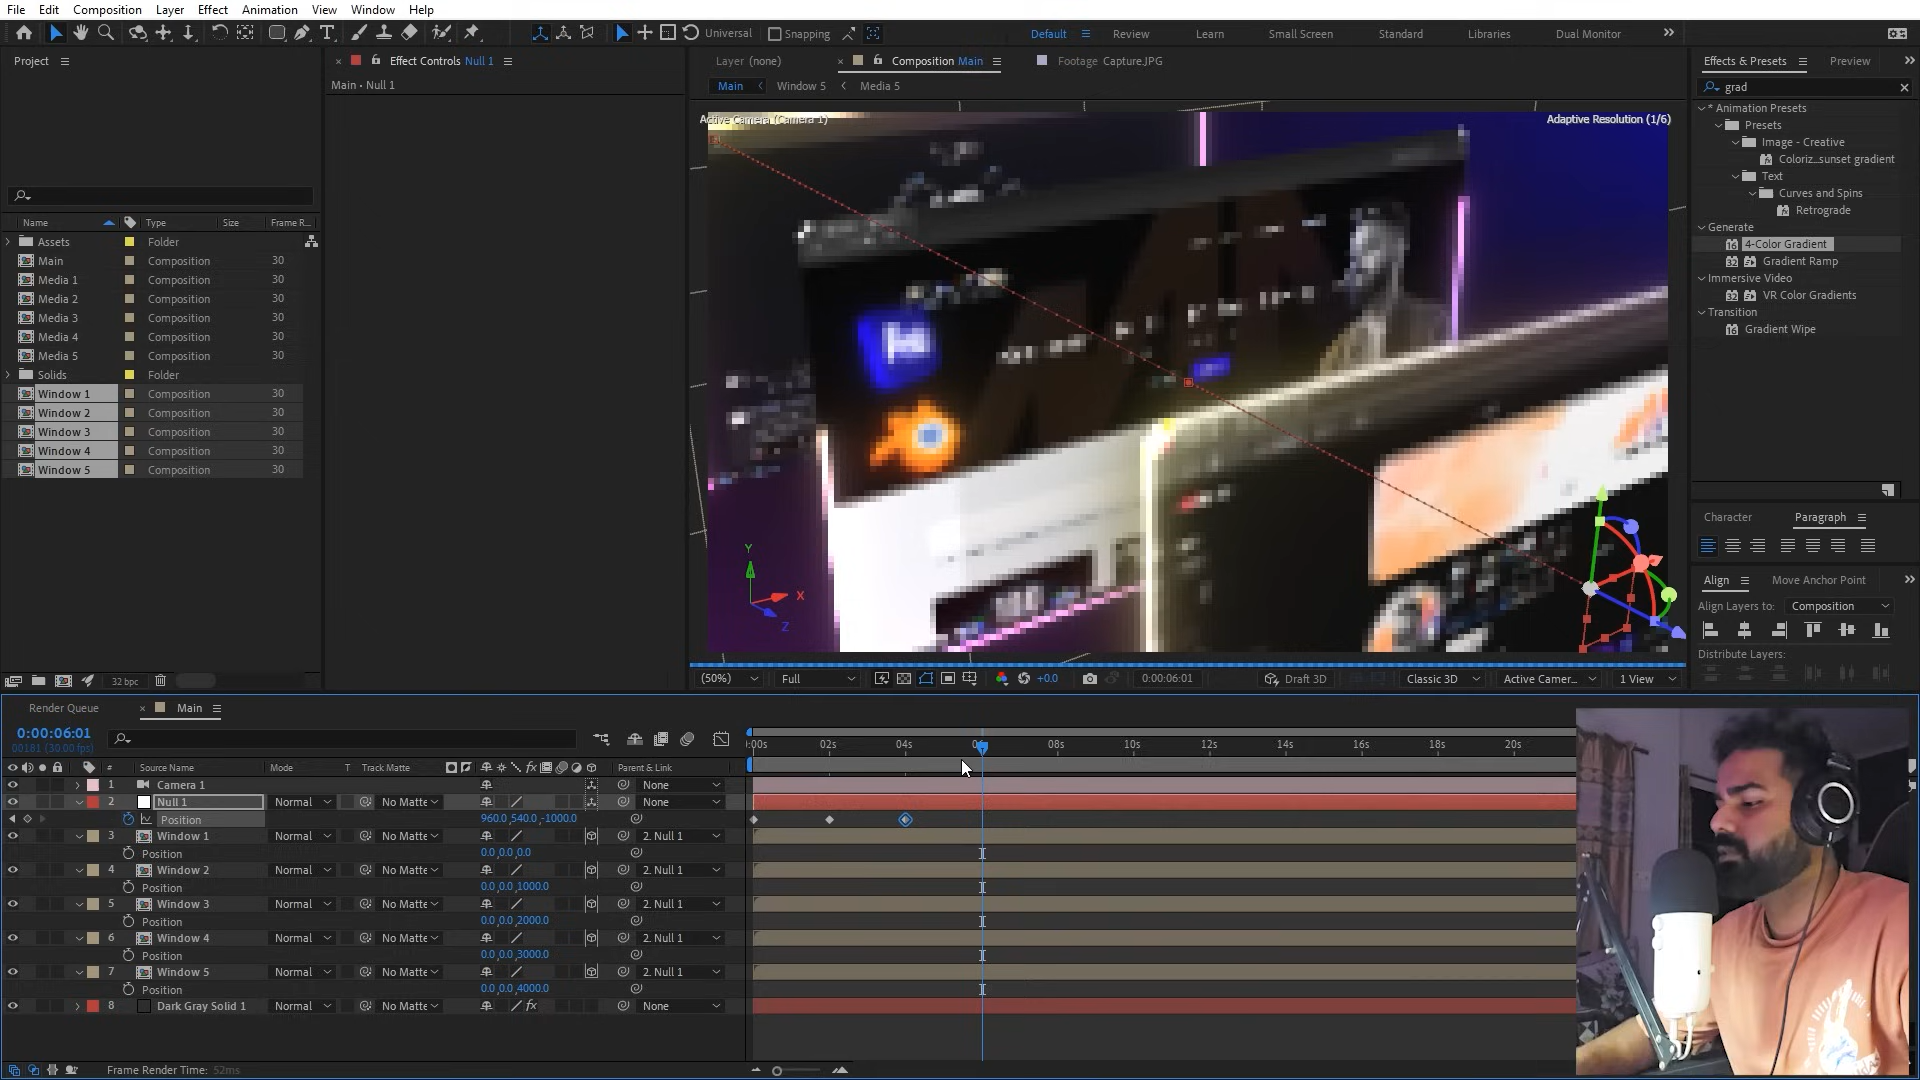 File Edit Composition Layer Effect Animation View Window Help
Universal Snapping Default Review Learn Small Screen Standard Libraries Dual Monitor
Project
Effect Controls Null 1
Main • Null 1
Layer (none)
Composition Main
Footage Capture.JPG
Main Window 5 Media 5
Active Camera (Camera 1)
Adaptive Resolution (1/6)
Name Type Size Frame R...
Assets Folder
Main Composition 30
Media 1 Composition 30
Media 2 Composition 30
Media 3 Composition 30
Media 4 Composition 30
Media 5 Composition 30
Solids Folder
Window 1 Composition 30
Window 2 Composition 30
Window 3 Composition 30
Window 4 Composition 30
Window 5 Composition 30
32 bpc
Y
X
Z
(50%) Full +0.0 0:00:06:01 Draft 3D Classic 3D Active Camer... 1 View
Effects & Presets Preview
grad
* Animation Presets
Presets
Image - Creative
Coloriz...sunset gradient
Text
Curves and Spins
Retrograde
Generate
4-Color Gradient
Gradient Ramp
Immersive Video
VR Color Gradients
Transition
Gradient Wipe
Character Paragraph
Align Move Anchor Point
Align Layers to: Composition
Distribute Layers:
Render Queue Main
0:00:06:01
00181 (30.00 fps)
02s 04s 08s 10s 12s 14s 16s 18s 20s
# Source Name Mode T Track Matte fx Parent & Link
1 Camera 1 None
2 Null 1 Normal No Matte None
Position 960.0,540.0,-1000.0
3 Window 1 Normal No Matte 2. Null 1
Position 0.0,0.0,0.0
4 Window 2 Normal No Matte 2. Null 1
Position 0.0,0.0,1000.0
5 Window 3 Normal No Matte 2. Null 1
Position 0.0,0.0,2000.0
6 Window 4 Normal No Matte 2. Null 1
Position 0.0,0.0,3000.0
7 Window 5 Normal No Matte 2. Null 1
Position 0.0,0.0,4000.0
8 Dark Gray Solid 1 Normal No Matte fx None
Frame Render Time: 52ms